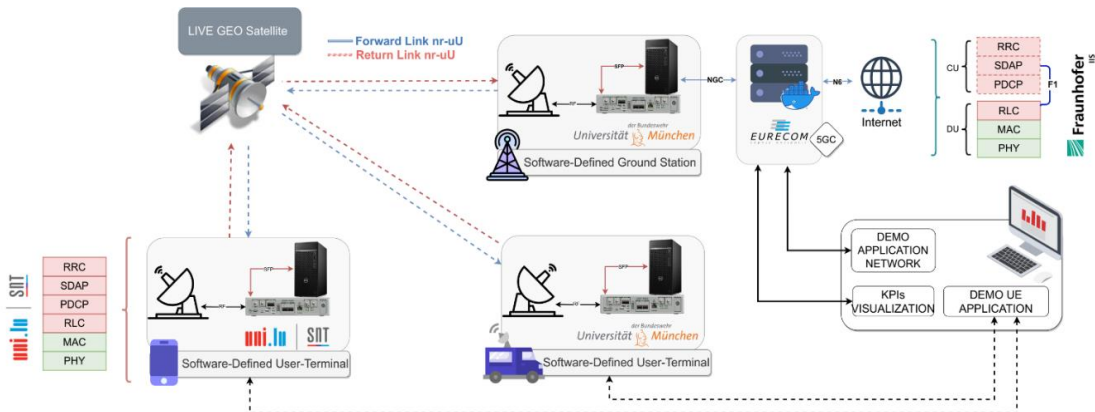 LIVE GEO Satellite
Forward Link nr-uU
Return Link nr-uU
SFP
RF
der Bundeswehr
Universität München
Software-Defined Ground Station
NGC
EURECOM
5GC
N6
Internet
CU
RRC
SDAP
PDCP
F1
DU
RLC
MAC
PHY
Fraunhofer
IIS
uni.lu
SNT
RRC
SDAP
PDCP
RLC
MAC
PHY
SFP
RF
uni.lu
SNT
Software-Defined User-Terminal
SFP
RF
der Bundeswehr
Universität München
Software-Defined User-Terminal
DEMO
APPLICATION
NETWORK
KPIs
VISUALIZATION
DEMO UE
APPLICATION